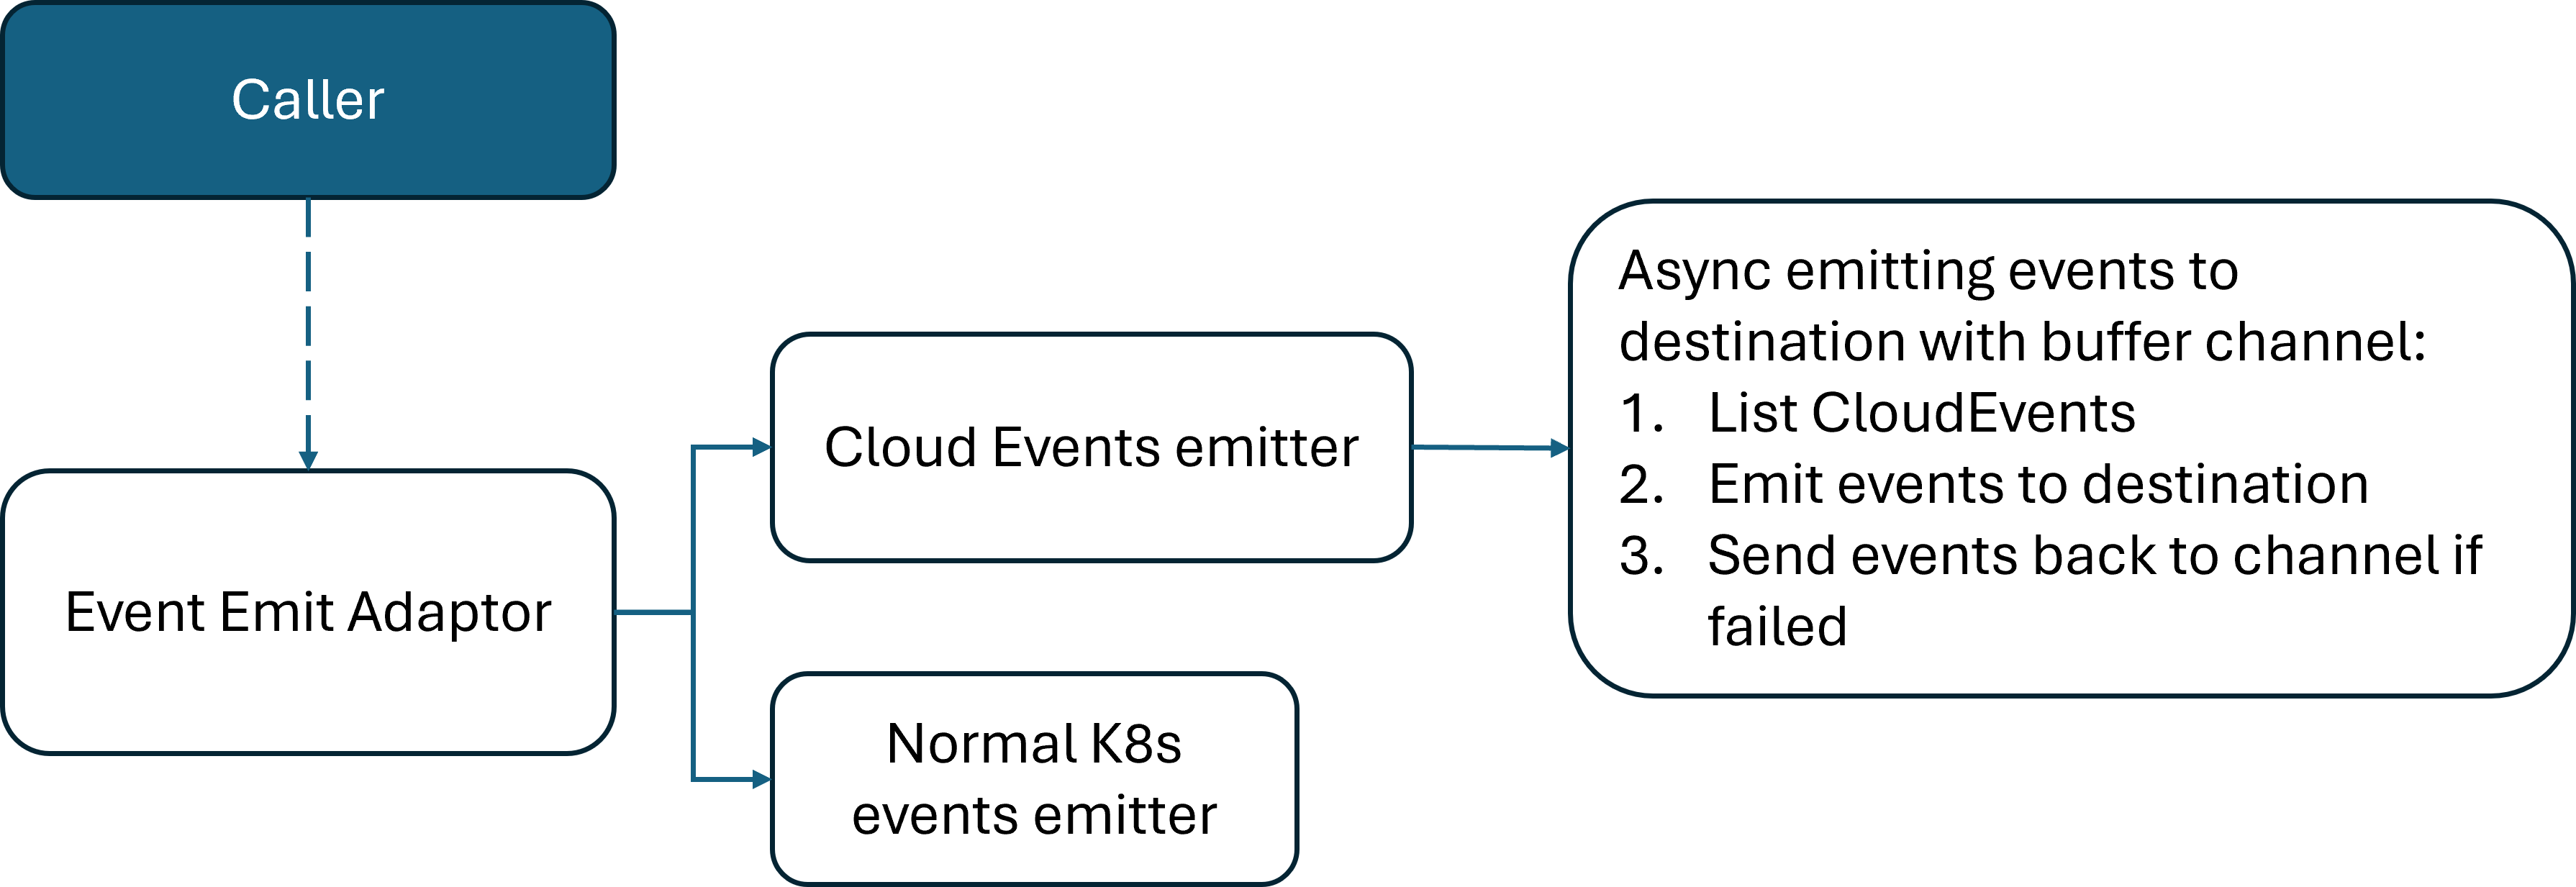 Caller
Event Emit Adaptor
Cloud Events emitter
Normal K8s
events emitter
Async emitting events to
destination with buffer channel:
1. List CloudEvents
2. Emit events to destination
3. Send events back to channel if
failed